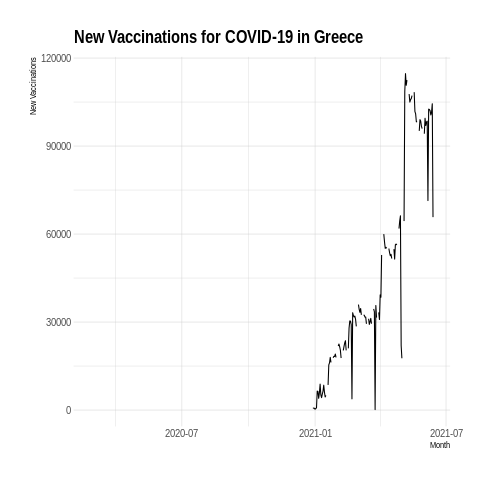 New Vaccinations for COVID-19 in Greece
New Vaccinations
120000
90000
60000
30000
0
2020-07
2021-01
2021-07
Month